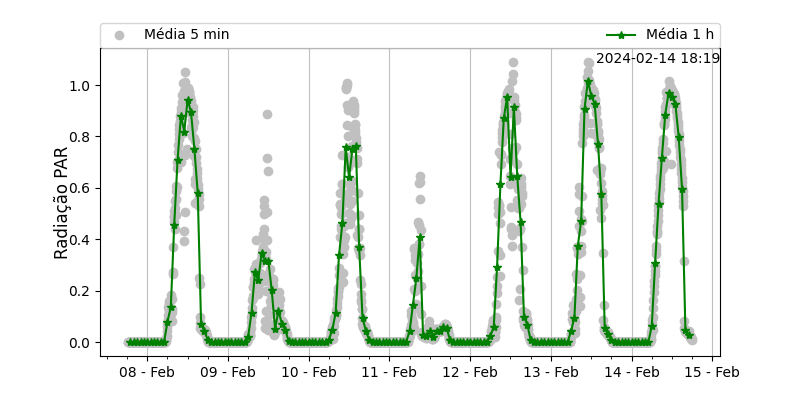 Média 5 min
Média 1 h
2024-02-14 18:19
Radiação PAR
1.0
0.8
0.6
0.4
0.2
0.0
08 - Feb
09 - Feb
10 - Feb
11 - Feb
12 - Feb
13 - Feb
14 - Feb
15 - Feb